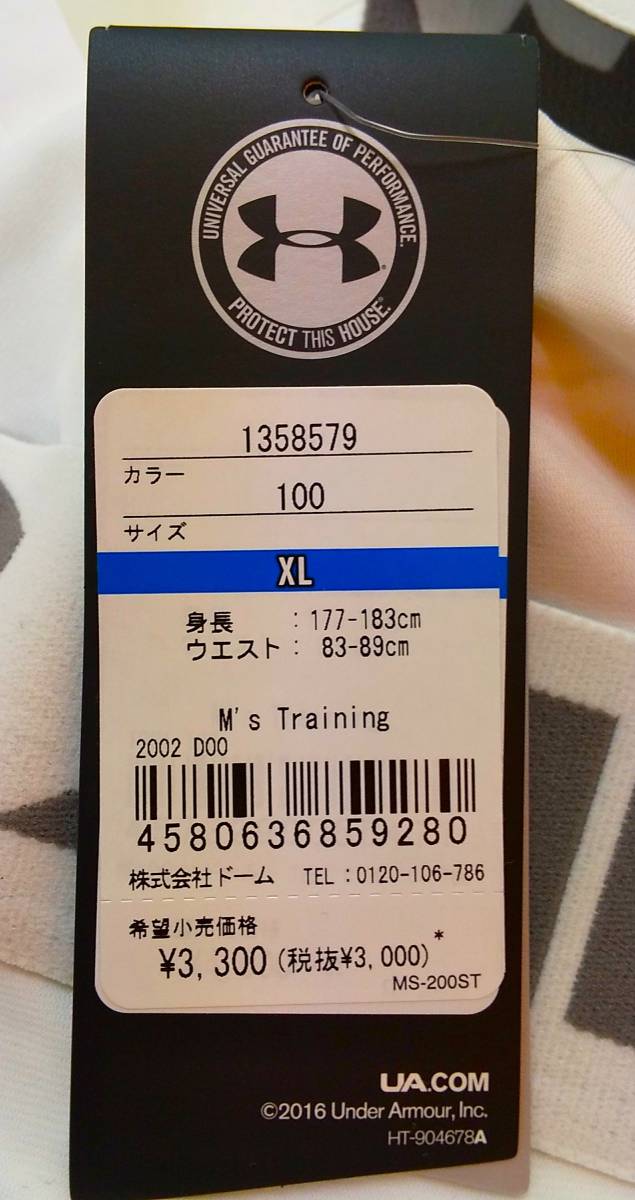 UNIVERSAL GUARANTEE OF PERFORMANCE.
PROTECT THIS HOUSE.®
1358579
カラー
100
サイズ
XL
身長 : 177-183cm
ウエスト : 83-89cm
M's Training
2002 D00
4580636859280
株式会社ドーム TEL:0120-106-786
希望小売価格
¥3,300(税抜¥3,000)*
MS-200ST
UA.COM
©2016 Under Armour, Inc.
HT-904678A